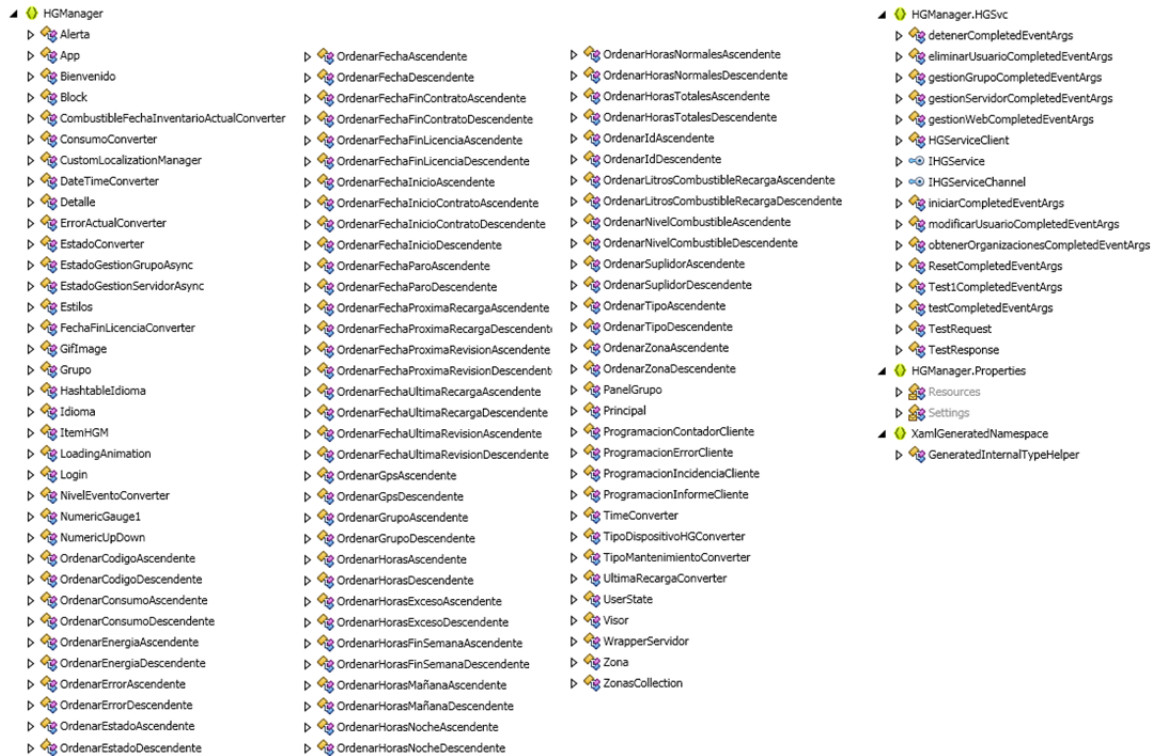 HGManager
Alerta
App
Bienvenido
Block
CombustibleFechaInventarioActualConverter
ConsumoConverter
CustomLocalizationManager
DateTimeConverter
Detalle
ErrorActualConverter
EstadoConverter
EstadoGestionGrupoAsync
EstadoGestionServidorAsync
Estilos
FechaFinLicenciaConverter
GifImage
Grupo
HashtableIdioma
Idioma
ItemHGM
LoadingAnimation
Login
NivelEventoConverter
NumericGauge1
NumericUpDown
OrdenarCodigoAscendente
OrdenarCodigoDescendente
OrdenarConsumoAscendente
OrdenarConsumoDescendente
OrdenarEnergiaAscendente
OrdenarEnergiaDescendente
OrdenarErrorAscendente
OrdenarErrorDescendente
OrdenarEstadoAscendente
OrdenarEstadoDescendente
OrdenarFechaAscendente
OrdenarFechaDescendente
OrdenarFechaFinContratoAscendente
OrdenarFechaFinContratoDescendente
OrdenarFechaFinLicenciaAscendente
OrdenarFechaFinLicenciaDescendente
OrdenarFechaInicioAscendente
OrdenarFechaInicioContratoAscendente
OrdenarFechaInicioContratoDescendente
OrdenarFechaInicioDescendente
OrdenarFechaParoAscendente
OrdenarFechaParoDescendente
OrdenarFechaProximaRecargaAscendente
OrdenarFechaProximaRecargaDescendent
OrdenarFechaProximaRevisionAscendente
OrdenarFechaProximaRevisionDescendent
OrdenarFechaUltimaRecargaAscendente
OrdenarFechaUltimaRecargaDescendente
OrdenarFechaUltimaRevisionAscendente
OrdenarFechaUltimaRevisionDescendente
OrdenarGpsAscendente
OrdenarGpsDescendente
OrdenarGrupoAscendente
OrdenarGrupoDescendente
OrdenarHorasAscendente
OrdenarHorasDescendente
OrdenarHorasExcesoAscendente
OrdenarHorasExcesoDescendente
OrdenarHorasFinSemanaAscendente
OrdenarHorasFinSemanaDescendente
OrdenarHorasMañanaAscendente
OrdenarHorasMañanaDescendente
OrdenarHorasNocheAscendente
OrdenarHorasNocheDescendente
OrdenarHorasNormalesAscendente
OrdenarHorasNormalesDescendente
OrdenarHorasTotalesAscendente
OrdenarHorasTotalesDescendente
OrdenarIdAscendente
OrdenarIdDescendente
OrdenarLitrosCombustibleRecargaAscendente
OrdenarLitrosCombustibleRecargaDescendente
OrdenarNivelCombustibleAscendente
OrdenarNivelCombustibleDescendente
OrdenarSuplidorAscendente
OrdenarSuplidorDescendente
OrdenarTipoAscendente
OrdenarTipoDescendente
OrdenarZonaAscendente
OrdenarZonaDescendente
PanelGrupo
Principal
ProgramacionContadorCliente
ProgramacionErrorCliente
ProgramacionIncidenciaCliente
ProgramacionInformeCliente
TimeConverter
TipoDispositivoHGConverter
TipoMantenimientoConverter
UltimaRecargaConverter
UserState
Visor
WrapperServidor
Zona
ZonasCollection
HGManager.HGSvc
detenerCompletedEventArgs
eliminarUsuarioCompletedEventArgs
gestionGrupoCompletedEventArgs
gestionServidorCompletedEventArgs
gestionWebCompletedEventArgs
HGServiceClient
IHGService
IHGServiceChannel
iniciarCompletedEventArgs
modificarUsuarioCompletedEventArgs
obtenerOrganizacionesCompletedEventArgs
ResetCompletedEventArgs
Test1CompletedEventArgs
testCompletedEventArgs
TestRequest
TestResponse
HGManager.Properties
Resources
Settings
XamlGeneratedNamespace
GeneratedInternalTypeHelper